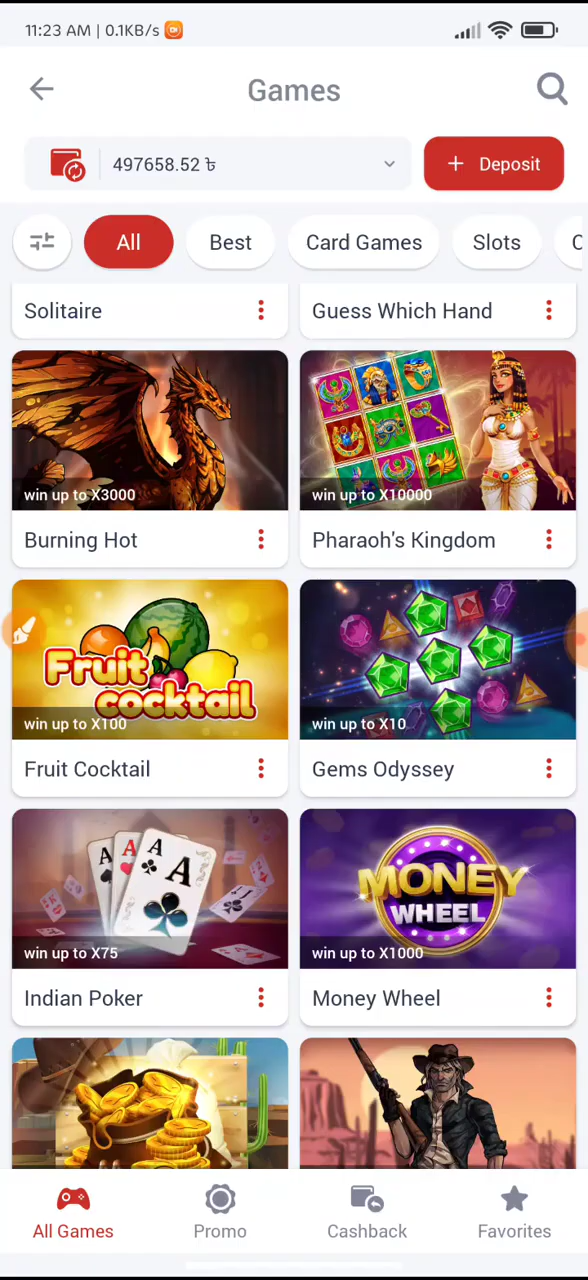 11:23 AM | 0.1KB/s
Games
497658.52 ৳
+ Deposit
All
Best
Card Games
Slots
Solitaire
Guess Which Hand
win up to X3000
win up to X10000
Burning Hot
Pharaoh's Kingdom
Fruit
cocktail
win up to X100
win up to X10
Fruit Cocktail
Gems Odyssey
A A A A
MONEY
WHEEL
win up to X75
win up to X1000
Indian Poker
Money Wheel
All Games
Promo
Cashback
Favorites